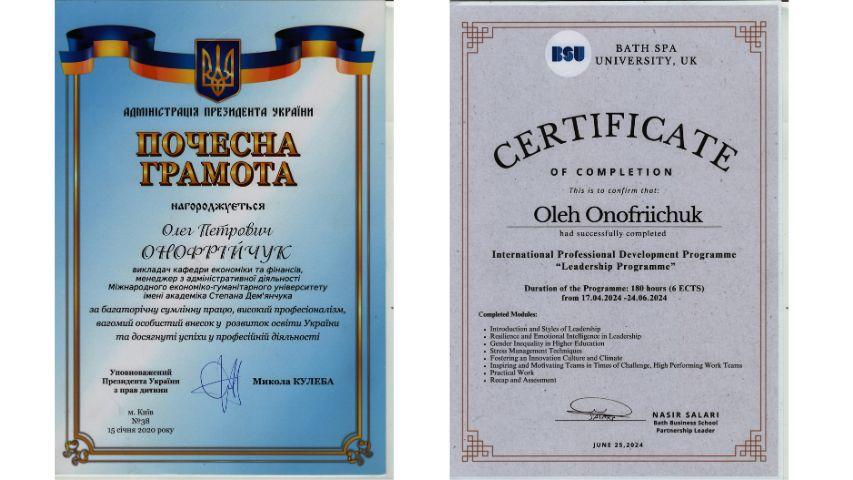 АДМІНІСТРАЦІЯ ПРЕЗИДЕНТА УКРАЇНИ
ПОЧЕСНА
ГРАМОТА
нагороджується
Олег Петрович
ОНОФРІЙЧУК
викладач кафедри економіки та фінансів,
менеджер з адміністративної діяльності
Міжнародного економіко-гуманітарного університету
імені академіка Степана Дем'янчука
за багаторічну сумлінну працю, високий професіоналізм,
вагомий особистий внесок у розвиток освіти України
та досягнуті успіхи у професійній діяльності
Уповноважений
Президента України
з прав дитини
Микола КУЛЕБА
м. Київ
№38
15 січня 2020 року
BSU
BATH SPA
UNIVERSITY, UK
CERTIFICATE
OF COMPLETION
This is to confirm that:
Oleh Onofriichuk
had successfully completed
International Professional Development Programme
“Leadership Programme”
Duration of the Programme: 180 hours (6 ECTS)
from 17.04.2024 -24.06.2024
Completed Modules:
Introduction and Styles of Leadership
Resilience and Emotional Intelligence in Leadership
Gender Inequality in Higher Education
Stress Management Techniques
Fostering an Innovation Culture and Climate
Inspiring and Motivating Teams in Times of Challenge, High Performing Work Teams
Practical Work
Recap and Assessment
NASIR SALARI
Bath Business School
Partnership Leader
JUNE 25,2024